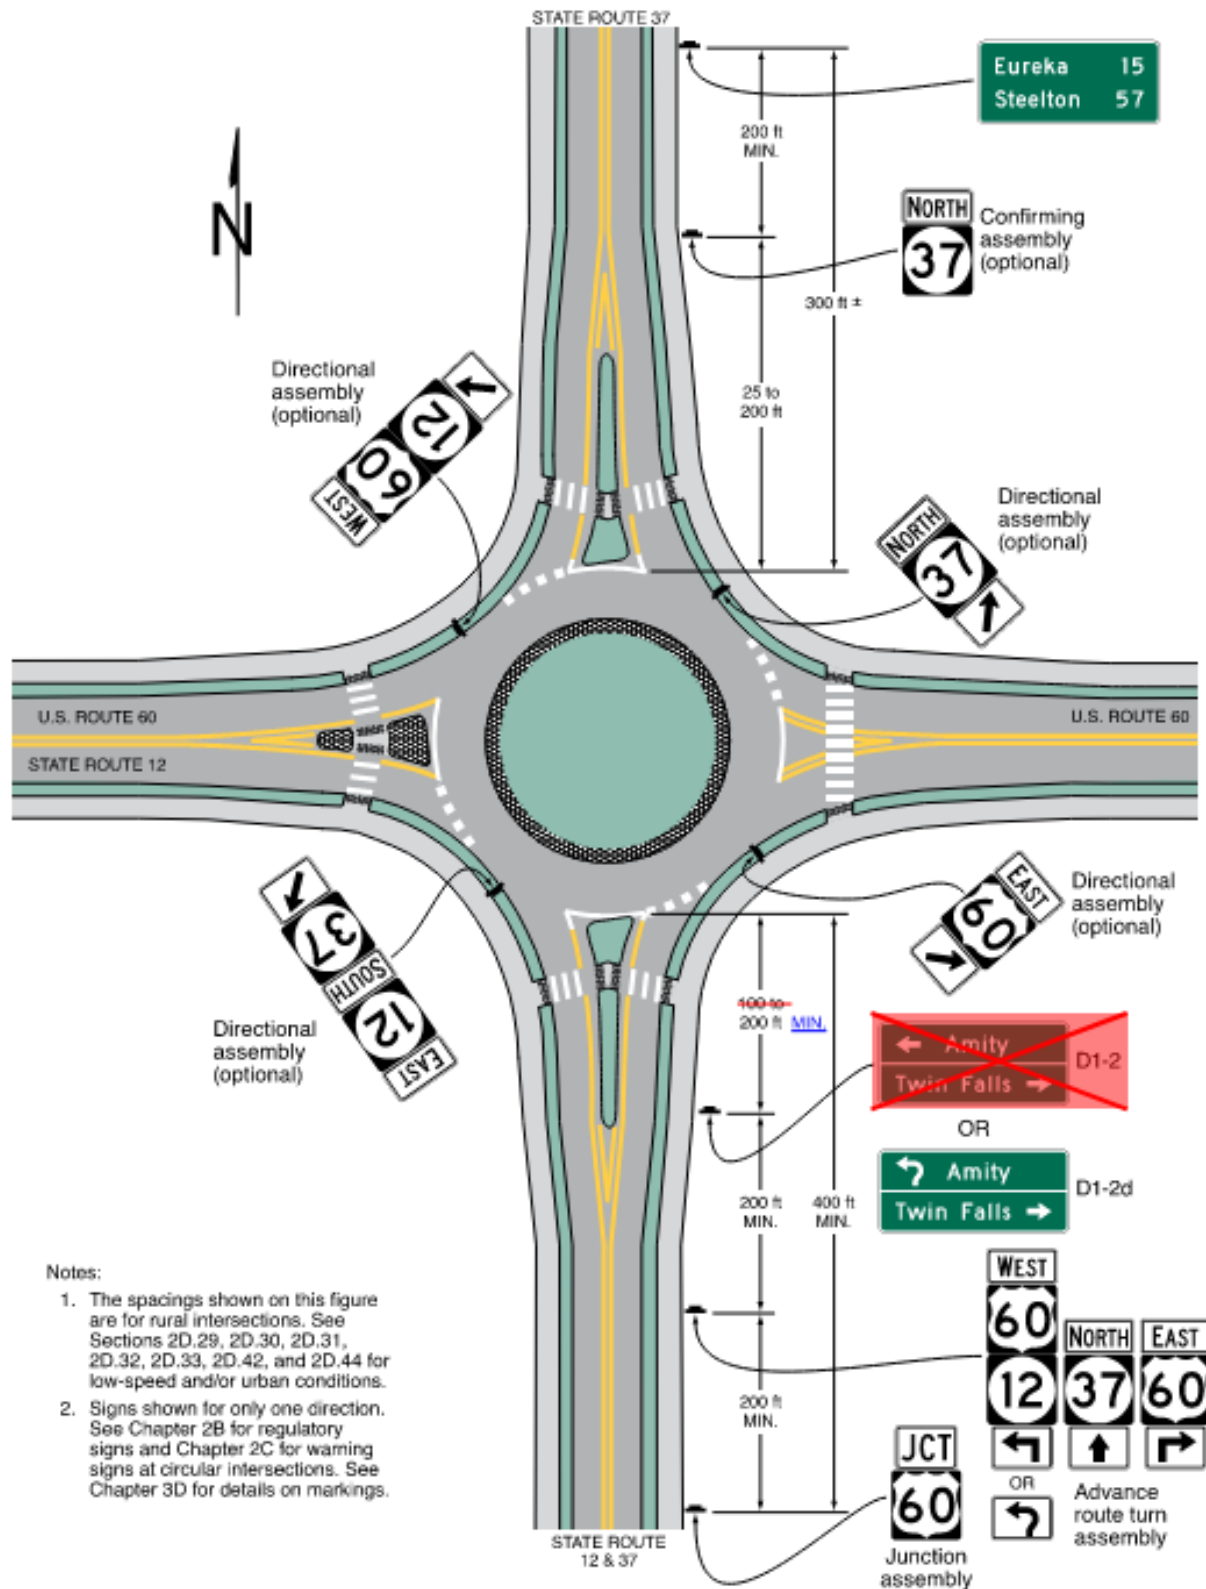 STATE ROUTE 37
Eureka 15
Steelton 57
200 ft
MIN.
N
NORTH
37
Confirming
assembly
(optional)
300 ft ±
25 to
200 ft
Directional
assembly
(optional)
WEST
60
12
Directional
assembly
(optional)
NORTH
37
U.S. ROUTE 60
STATE ROUTE 12
U.S. ROUTE 60
37
SOUTH
12
EAST
Directional
assembly
(optional)
EAST
60
Directional
assembly
(optional)
100 to
200 ft MIN.
← Amity
Twin Falls →
D1-2
OR
Amity
Twin Falls →
D1-2d
200 ft
MIN.
400 ft
MIN.
200 ft
MIN.
WEST
60
12
NORTH
37
EAST
60
OR
Advance
route turn
assembly
JCT
60
Junction
assembly
STATE ROUTE
12 & 37
Notes:
1. The spacings shown on this figure
are for rural intersections. See
Sections 2D.29, 2D.30, 2D.31,
2D.32, 2D.33, 2D.42, and 2D.44 for
low-speed and/or urban conditions.
2. Signs shown for only one direction.
See Chapter 2B for regulatory
signs and Chapter 2C for warning
signs at circular intersections. See
Chapter 3D for details on markings.